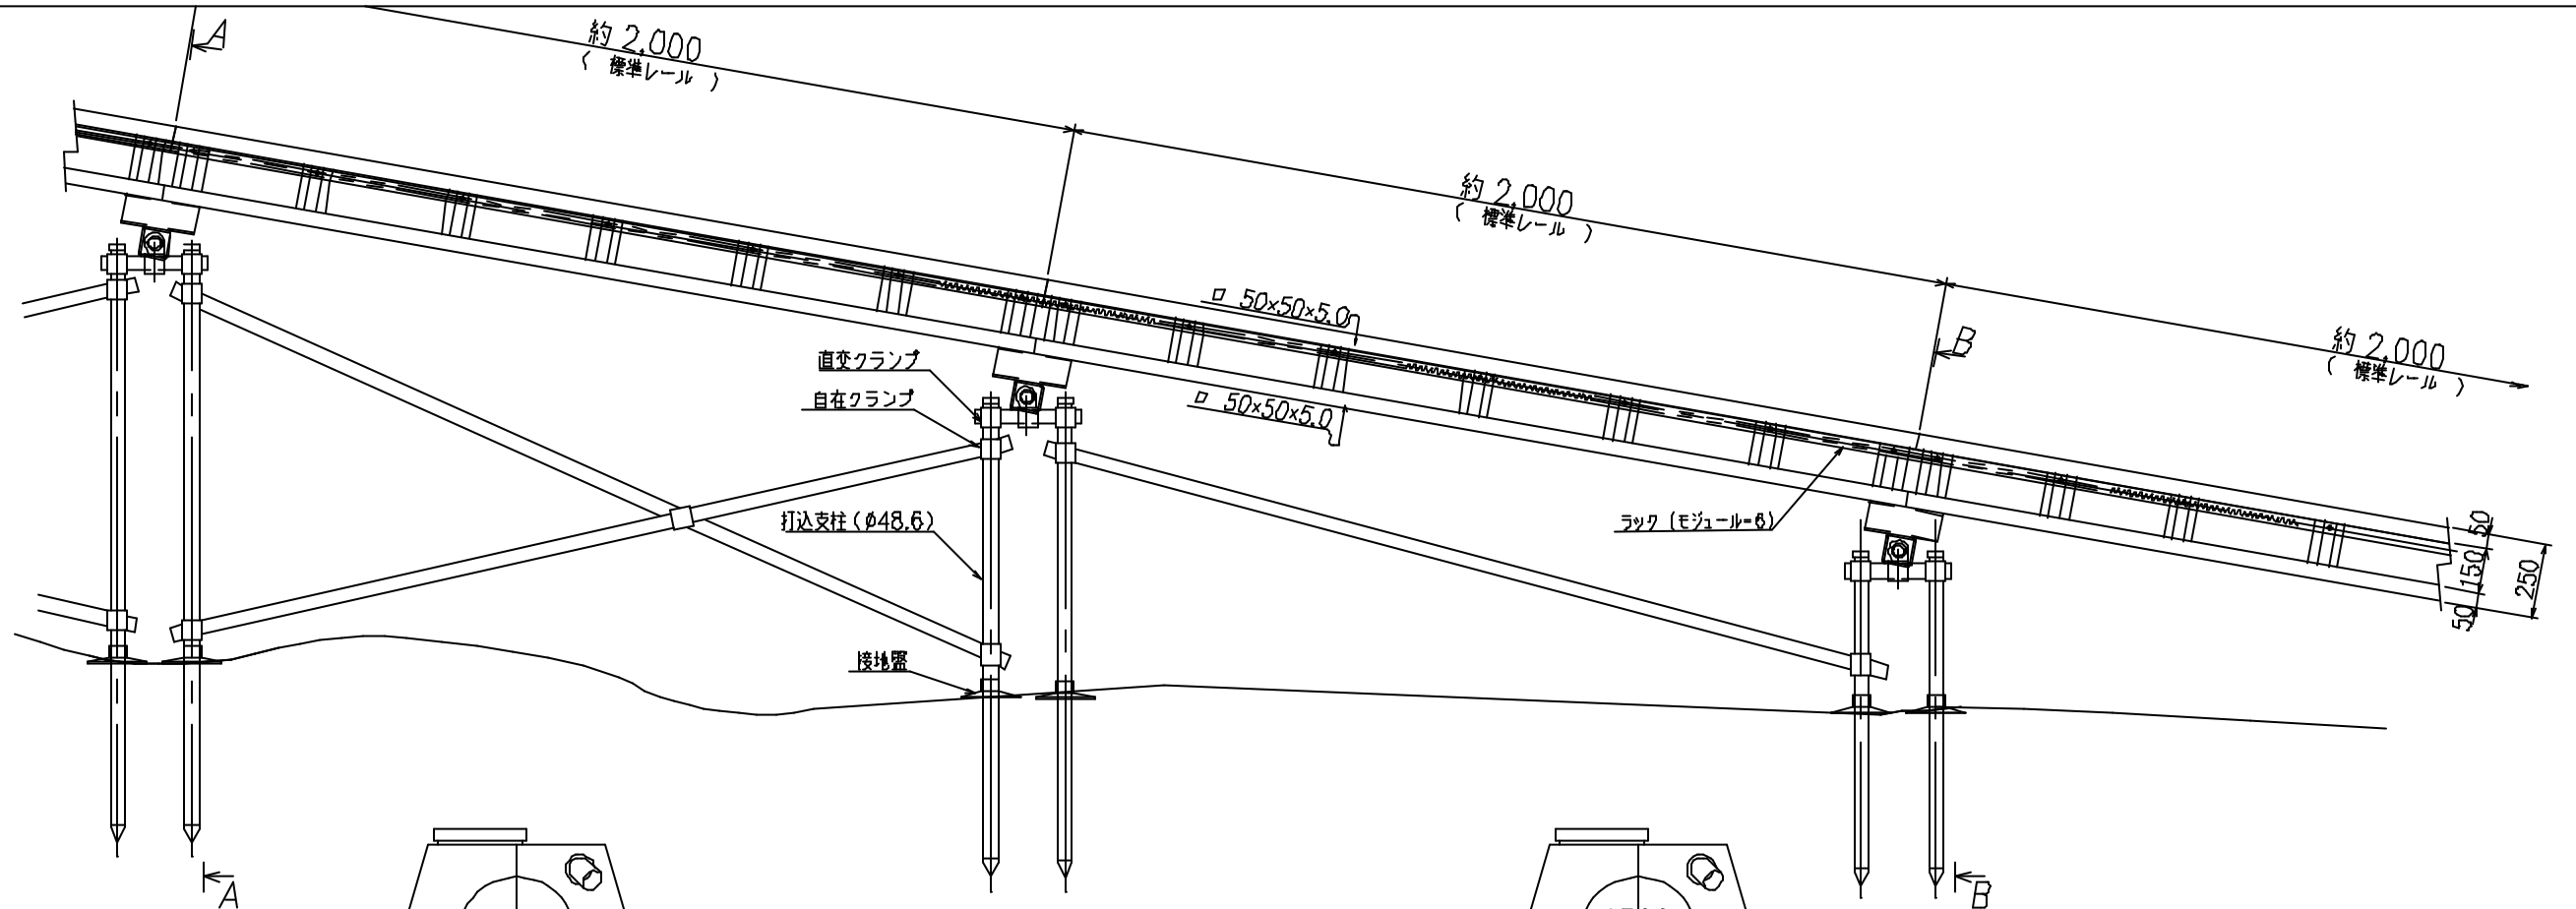 A
約 2,000
( 標準レール )
約 2,000
( 標準レール )
B
約 2,000
( 標準レール )
□ 50×50×5.0
□ 50×50×5.0
直変クランプ
自在クランプ
打込支柱(φ48.6)
ラック(モジュール=6)
接地盤
50
150
50
250
A
B